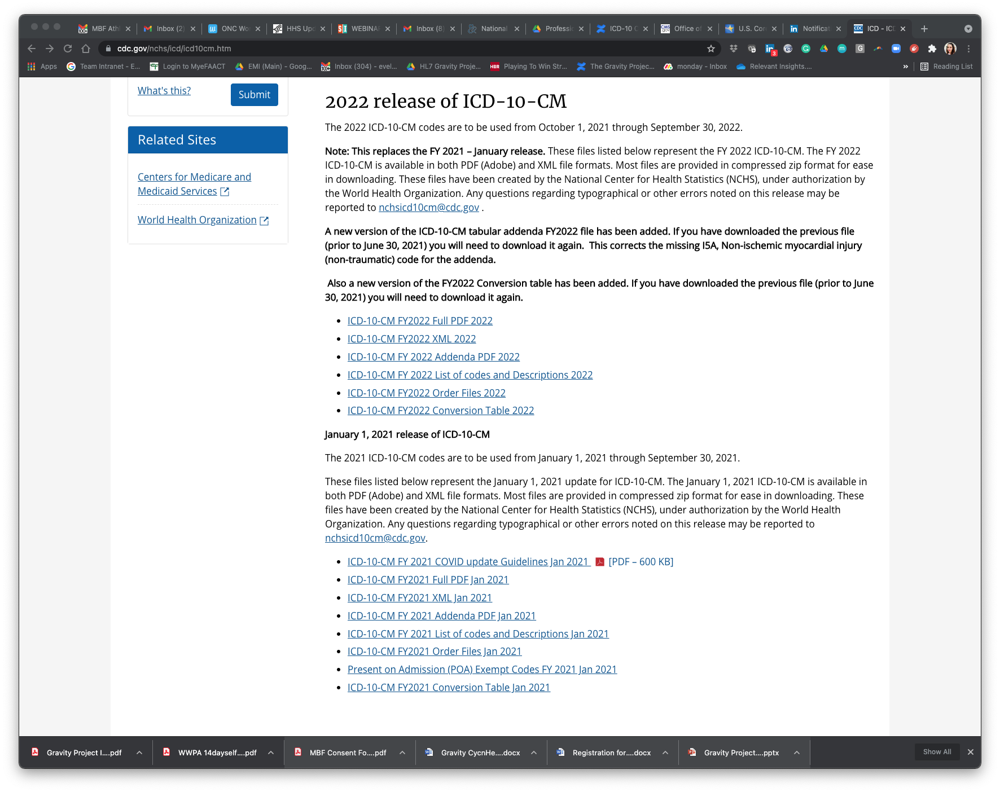 MBF Ath
Inbox (2)
ONC Wo
HHS Upd
WEBINA
Inbox (8)
National
Professi
ICD-10 C
Office of
U.S. Cor
Notificat
ICD - ICD
cdc.gov/nchs/icd/icd10cm.htm
Apps
Team Intranet - E...
Login to MyeFAACT
EMI (Main) - Goog...
Inbox (304) - evel...
HL7 Gravity Proje...
HBR Playing To Win Str...
The Gravity Projec...
monday - Inbox
Relevant Insights....
»
Reading List
What's this?
Submit
Related Sites
Centers for Medicare and
Medicaid Services
World Health Organization
2022 release of ICD-10-CM
The 2022 ICD-10-CM codes are to be used from October 1, 2021 through September 30, 2022.
Note: This replaces the FY 2021 – January release. These files listed below represent the FY 2022 ICD-10-CM. The FY 2022
ICD-10-CM is available in both PDF (Adobe) and XML file formats. Most files are provided in compressed zip format for ease
in downloading. These files have been created by the National Center for Health Statistics (NCHS), under authorization by
the World Health Organization. Any questions regarding typographical or other errors noted on this release may be
reported to nchsicd10cm@cdc.gov .
A new version of the ICD-10-CM tabular addenda FY2022 file has been added. If you have downloaded the previous file
(prior to June 30, 2021) you will need to download it again.  This corrects the missing I5A, Non-ischemic myocardial injury
(non-traumatic) code for the addenda.
Also a new version of the FY2022 Conversion table has been added. If you have downloaded the previous file (prior to June
30, 2021) you will need to download it again.
• ICD-10-CM FY2022 Full PDF 2022
• ICD-10-CM FY2022 XML 2022
• ICD-10-CM FY 2022 Addenda PDF 2022
• ICD-10-CM FY 2022 List of codes and Descriptions 2022
• ICD-10-CM FY2022 Order Files 2022
• ICD-10-CM FY2022 Conversion Table 2022
January 1, 2021 release of ICD-10-CM
The 2021 ICD-10-CM codes are to be used from January 1, 2021 through September 30, 2021.
These files listed below represent the January 1, 2021 update for ICD-10-CM. The January 1, 2021 ICD-10-CM is available in
both PDF (Adobe) and XML file formats. Most files are provided in compressed zip format for ease in downloading. These
files have been created by the National Center for Health Statistics (NCHS), under authorization by the World Health
Organization. Any questions regarding typographical or other errors noted on this release may be reported to
nchsicd10cm@cdc.gov.
• ICD-10-CM FY 2021 COVID update Guidelines Jan 2021 [PDF – 600 KB]
• ICD-10-CM FY2021 Full PDF Jan 2021
• ICD-10-CM FY2021 XML Jan 2021
• ICD-10-CM FY 2021 Addenda PDF Jan 2021
• ICD-10-CM FY 2021 List of codes and Descriptions Jan 2021
• ICD-10-CM FY2021 Order Files Jan 2021
• Present on Admission (POA) Exempt Codes FY 2021 Jan 2021
• ICD-10-CM FY2021 Conversion Table Jan 2021
Gravity Project I....pdf
WWPA 14dayself....pdf
MBF Consent Fo....pdf
Gravity CycnHe....docx
Registration for....docx
Gravity Project....pptx
Show All